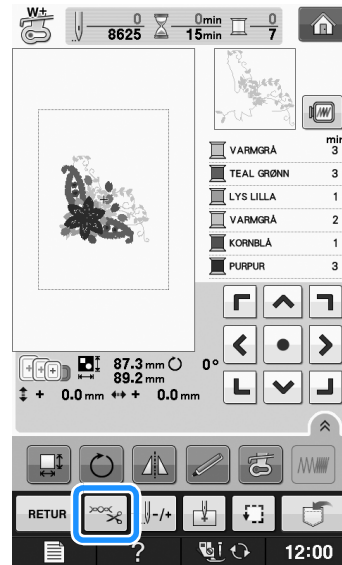 W+
0 0min 0
8625 15min 7
min
VARMGRÅ 3
TEAL GRØNN 3
LYS LILLA 1
VARMGRÅ 2
KORNBLÅ 1
PURPUR 3
87.3 mm 0°
89.2 mm
+ 0.0 mm + 0.0 mm
RETUR -/+
? 12:00